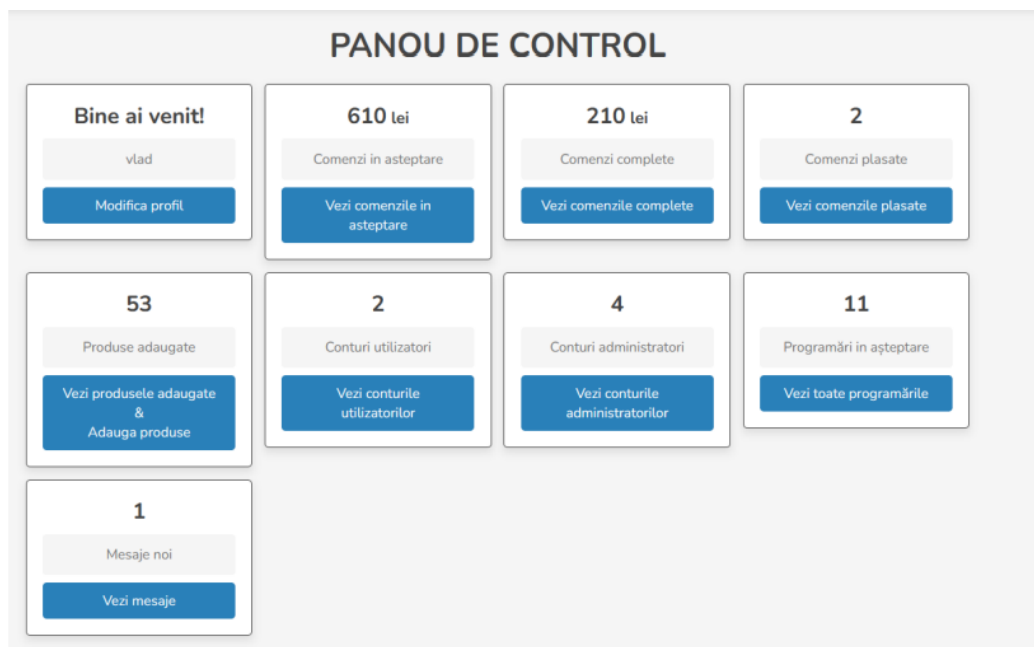 PANOU DE CONTROL
Bine ai venit!
vlad
Modifica profil
610 lei
Comenzi in asteptare
Vezi comenzile in
asteptare
210 lei
Comenzi complete
Vezi comenzile complete
2
Comenzi plasate
Vezi comenzile plasate
53
Produse adaugate
Vezi produsele adaugate
&
Adauga produse
2
Conturi utilizatori
Vezi conturile
utilizatorilor
4
Conturi administratori
Vezi conturile
administratorilor
11
Programări in așteptare
Vezi toate programările
1
Mesaje noi
Vezi mesaje